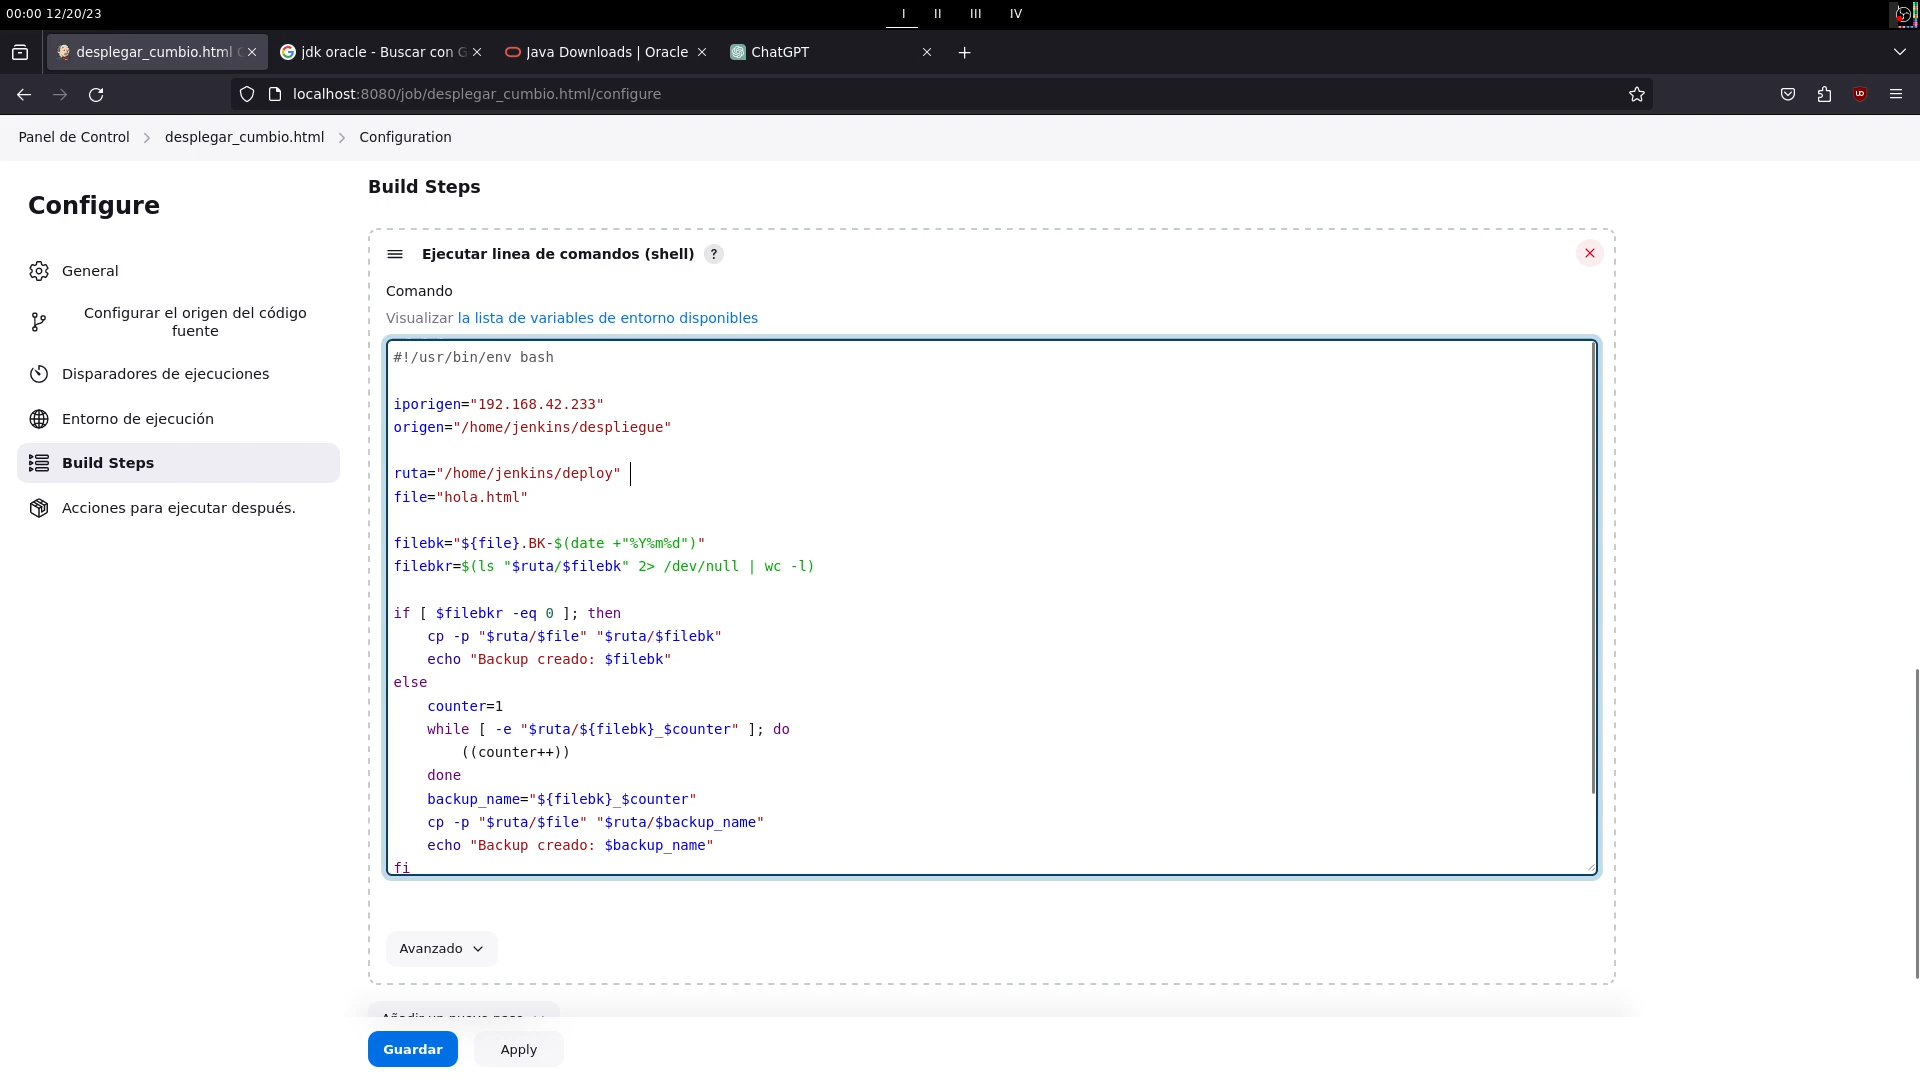 00:00 12/20/23
I II III IV
desplegar_cumbio.html
jdk oracle - Buscar con G
Java Downloads | Oracle
ChatGPT
localhost:8080/job/desplegar_cumbio.html/configure
Panel de Control
desplegar_cumbio.html
Configuration
Configure
General
Configurar el origen del código
fuente
Disparadores de ejecuciones
Entorno de ejecución
Build Steps
Acciones para ejecutar después.
Build Steps
Ejecutar linea de comandos (shell) ?
Comando
Visualizar la lista de variables de entorno disponibles
#!/usr/bin/env bash
iporigen="192.168.42.233"
origen="/home/jenkins/despliegue"
ruta="/home/jenkins/deploy"
file="hola.html"
filebk="${file}.BK-$(date +"%Y%m%d")"
filebkr=$(ls "$ruta/$filebk" 2> /dev/null | wc -l)
if [ $filebkr -eq 0 ]; then
    cp -p "$ruta/$file" "$ruta/$filebk"
    echo "Backup creado: $filebk"
else
    counter=1
    while [ -e "$ruta/${filebk}_$counter" ]; do
        ((counter++))
    done
    backup_name="${filebk}_$counter"
    cp -p "$ruta/$file" "$ruta/$backup_name"
    echo "Backup creado: $backup_name"
fi
Avanzado
Añadir un nuevo paso
Guardar
Apply